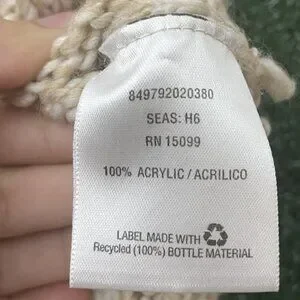 849792020380
SEAS: H6
RN 15099
100% ACRYLIC / ACRILICO
LABEL MADE WITH
Recycled (100%) BOTTLE MATERIAL